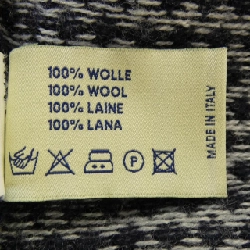 100% WOLLE
100% WOOL
100% LAINE
100% LANA
MADE IN ITALY
P